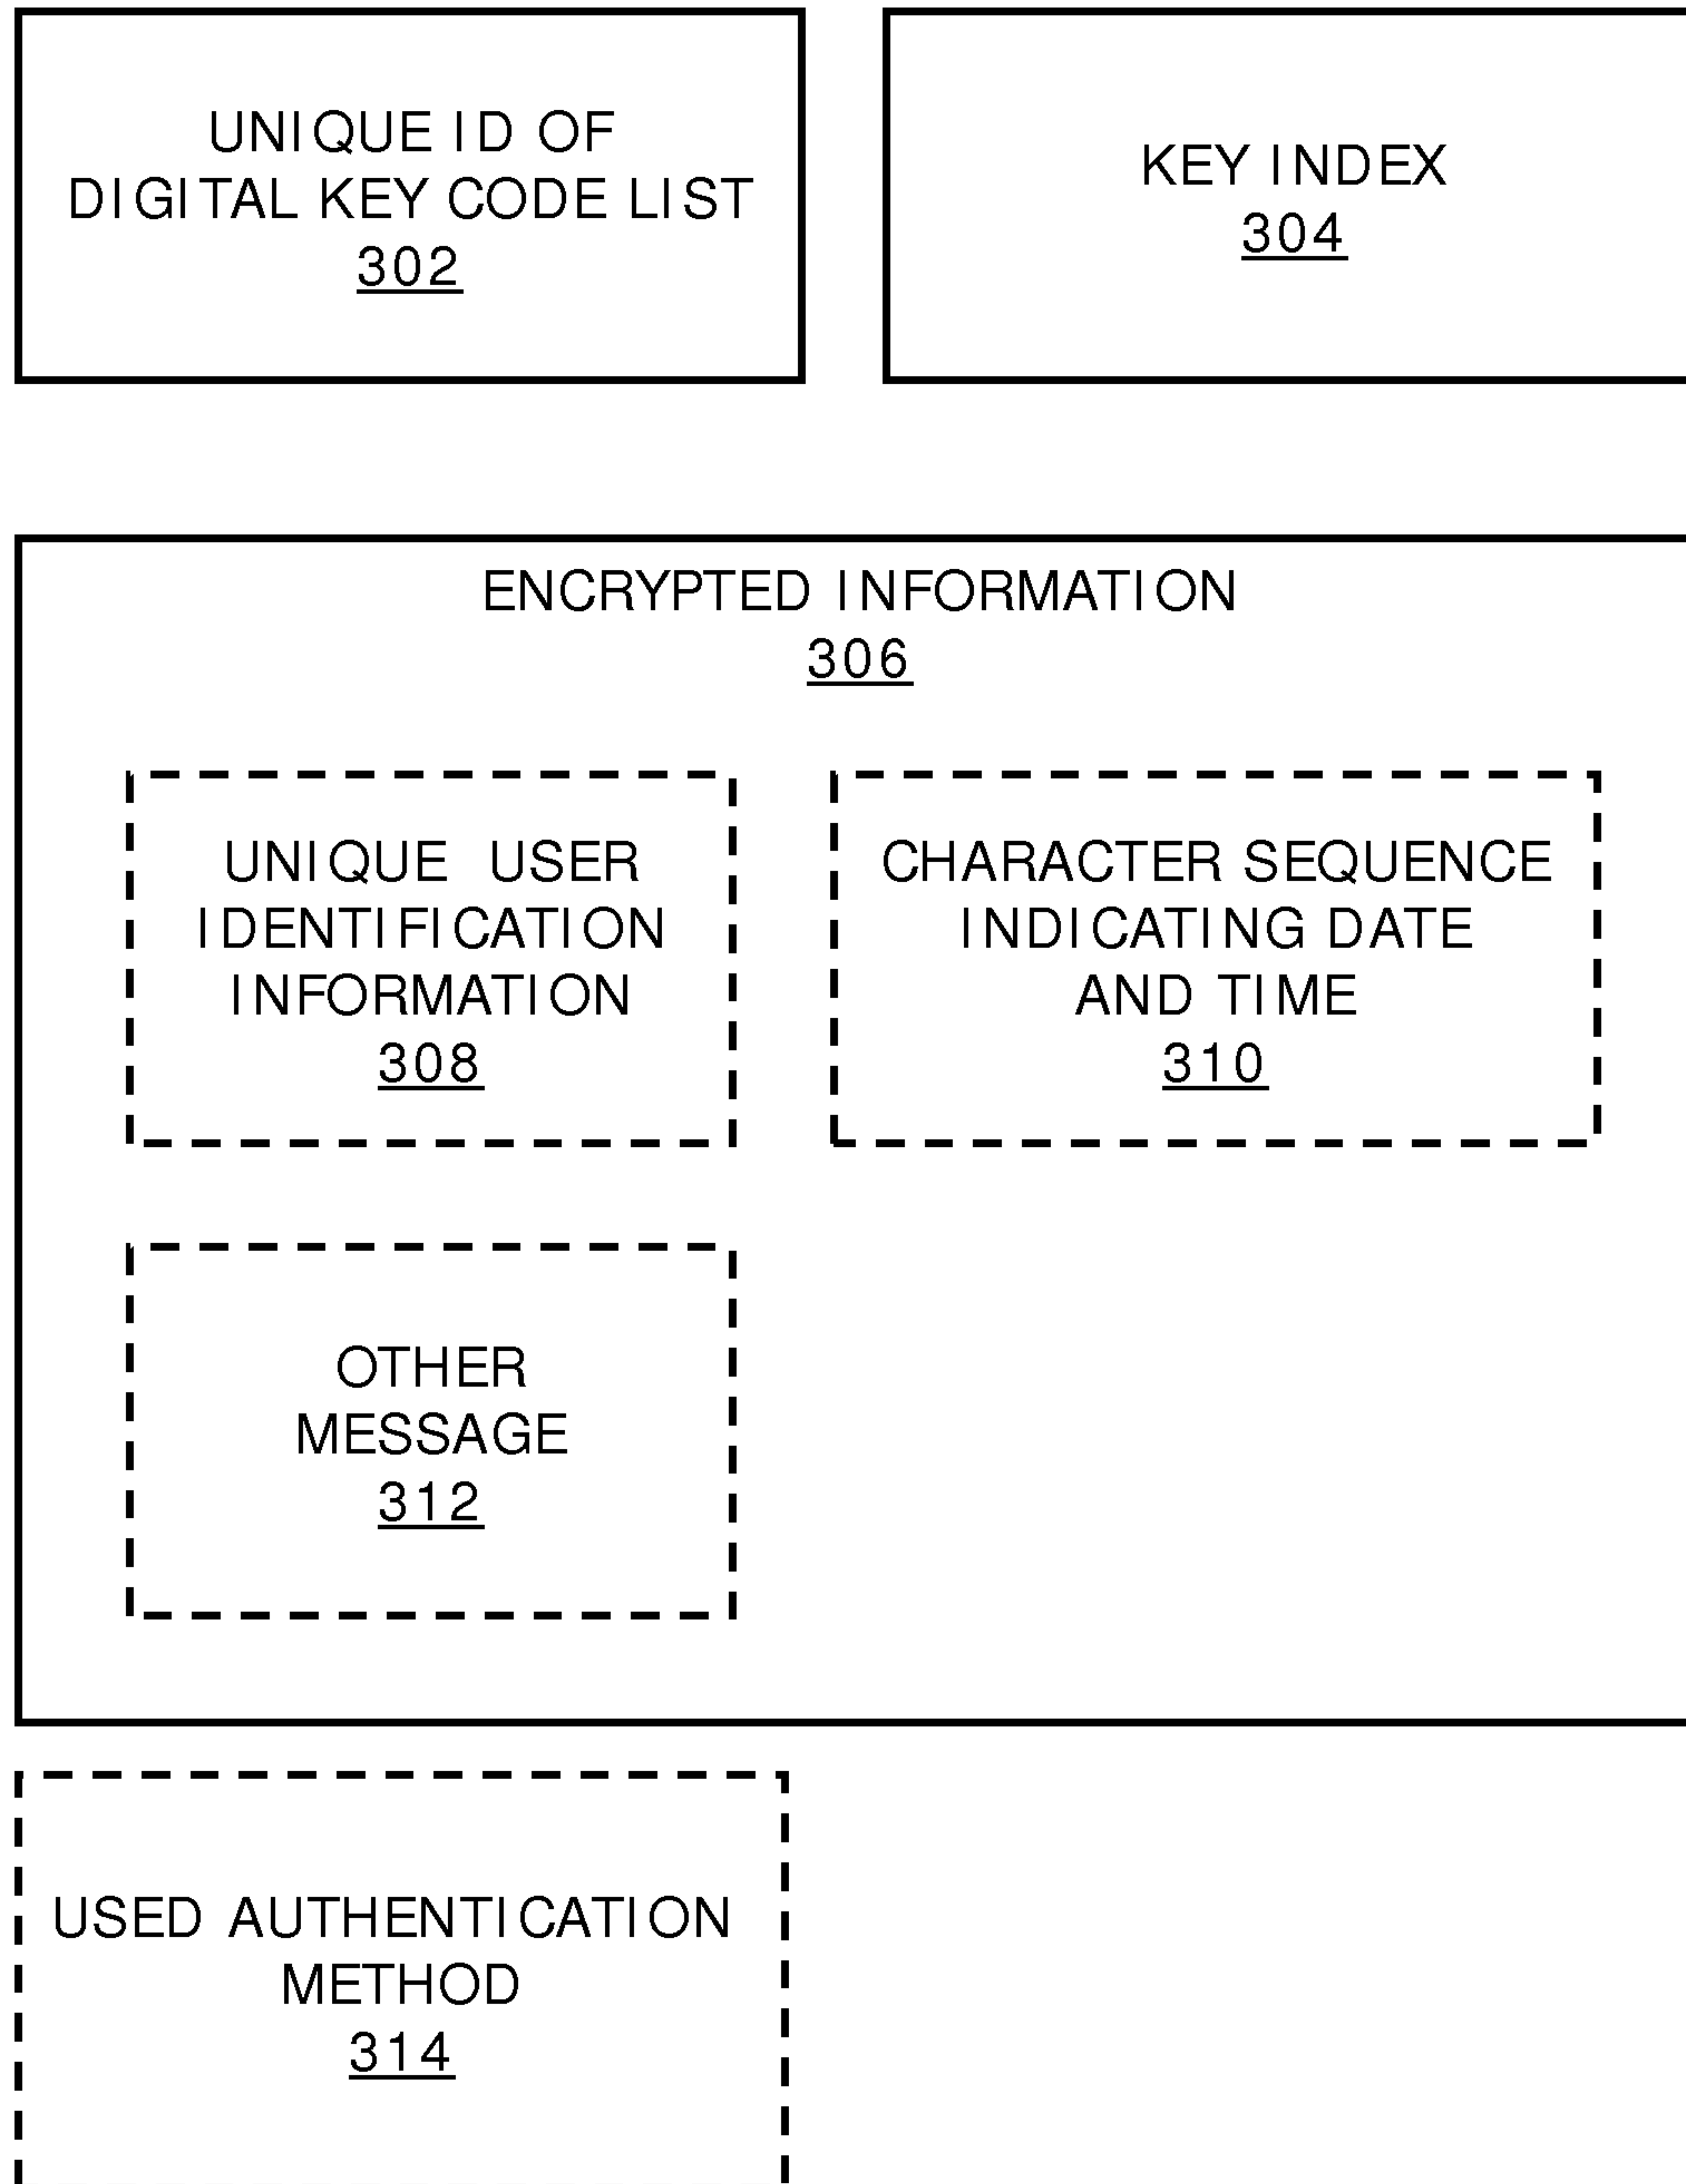 UNIQUE ID OF
DIGITAL KEY CODE LIST
302
KEY INDEX
304
ENCRYPTED INFORMATION
306
UNIQUE USER
IDENTIFICATION
INFORMATION
308
CHARACTER SEQUENCE
INDICATING DATE
AND TIME
310
OTHER
MESSAGE
312
USED AUTHENTICATION
METHOD
314